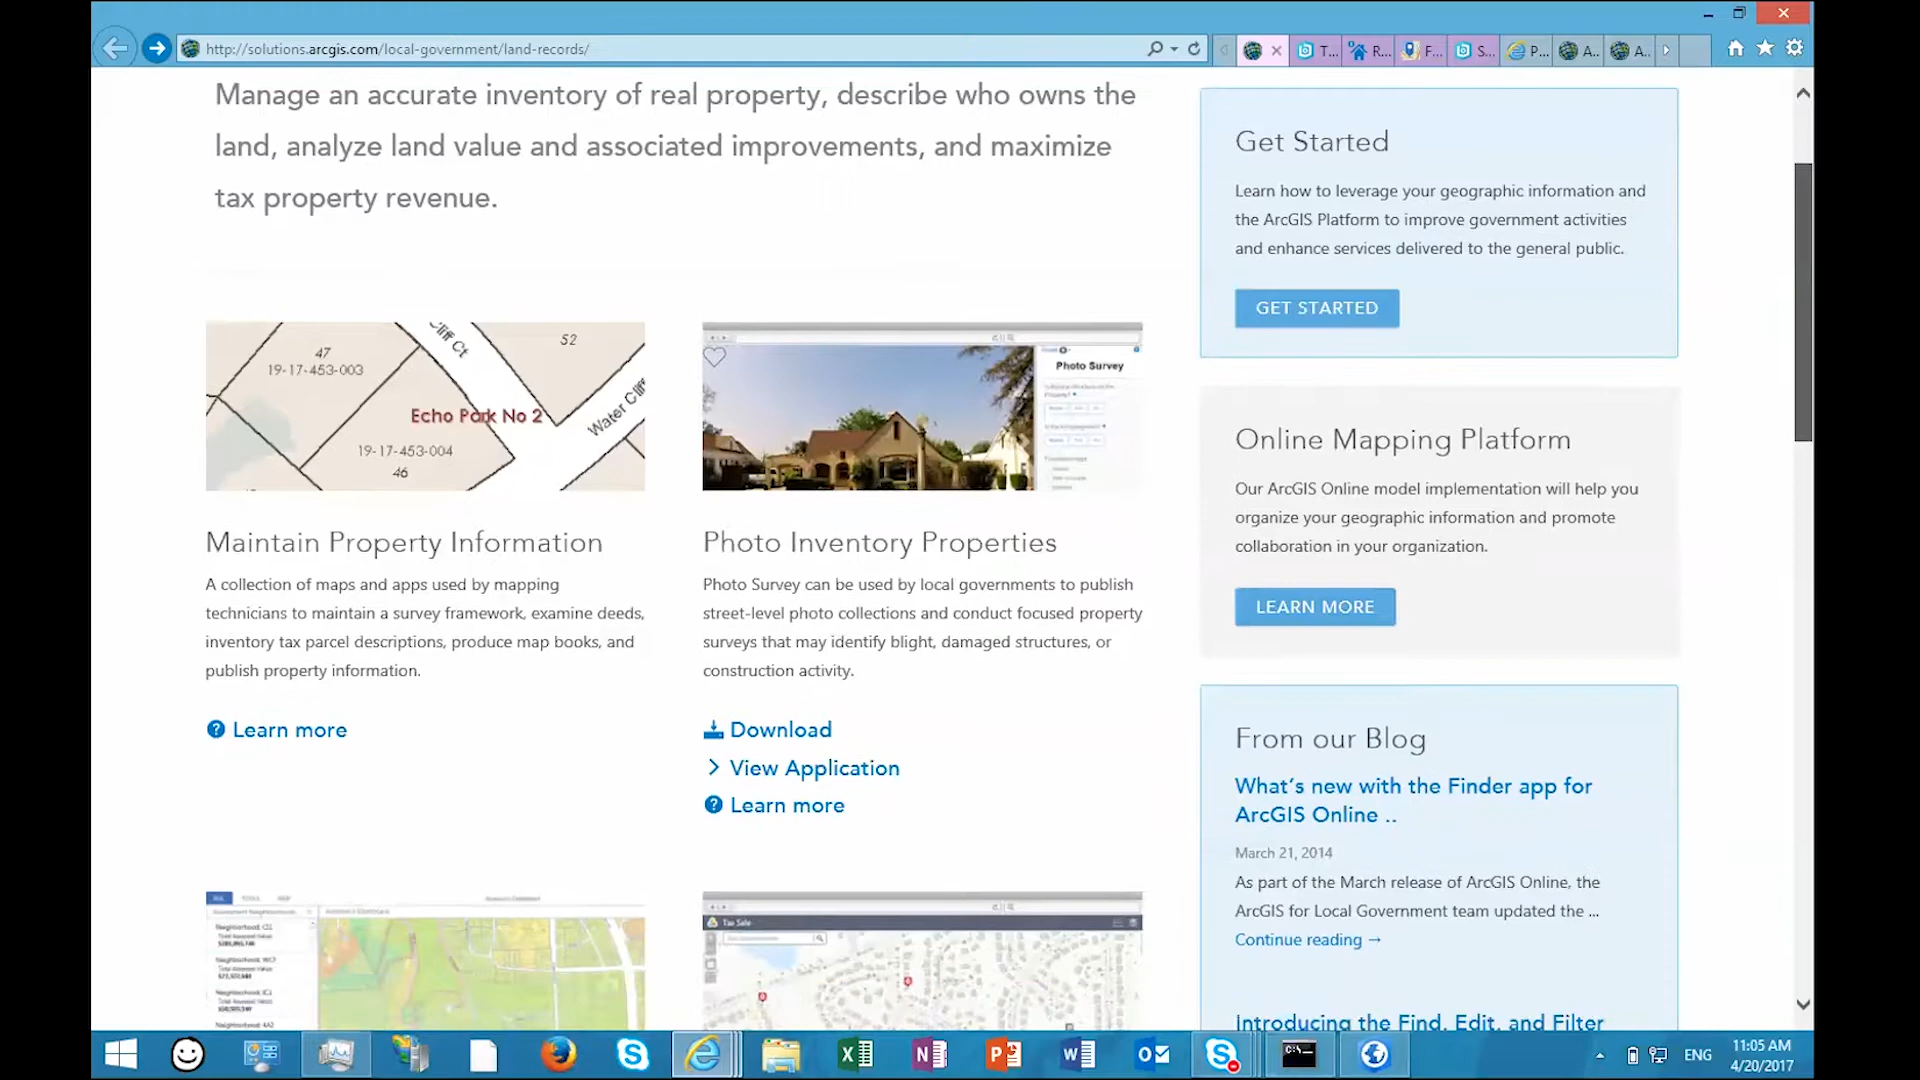 http://solutions.arcgis.com/local-government/land-records/
T...
R...
F...
S...
P...
A..
A..
Manage an accurate inventory of real property, describe who owns the
land, analyze land value and associated improvements, and maximize
tax property revenue.
47
19-17-453-003
Cliff Ct
52
Echo Park No 2
Water Cliff
19-17-453-004
46
Photo Survey
Maintain Property Information
A collection of maps and apps used by mapping
technicians to maintain a survey framework, examine deeds,
inventory tax parcel descriptions, produce map books, and
publish property information.
Learn more
Photo Inventory Properties
Photo Survey can be used by local governments to publish
street-level photo collections and conduct focused property
surveys that may identify blight, damaged structures, or
construction activity.
Download
View Application
Learn more
Tax Sale
Get Started
Learn how to leverage your geographic information and
the ArcGIS Platform to improve government activities
and enhance services delivered to the general public.
GET STARTED
Online Mapping Platform
Our ArcGIS Online model implementation will help you
organize your geographic information and promote
collaboration in your organization.
LEARN MORE
From our Blog
What's new with the Finder app for
ArcGIS Online ..
March 21, 2014
As part of the March release of ArcGIS Online, the
ArcGIS for Local Government team updated the ...
Continue reading →
Introducing the Find, Edit, and Filter
ENG
11:05 AM
4/20/2017